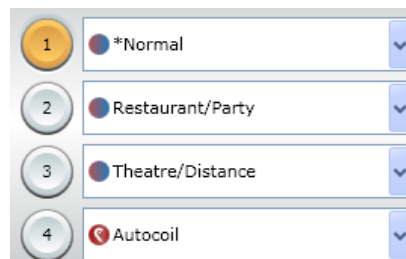 1 *Normal
2 Restaurant/Party
3 Theatre/Distance
4 Autocoil